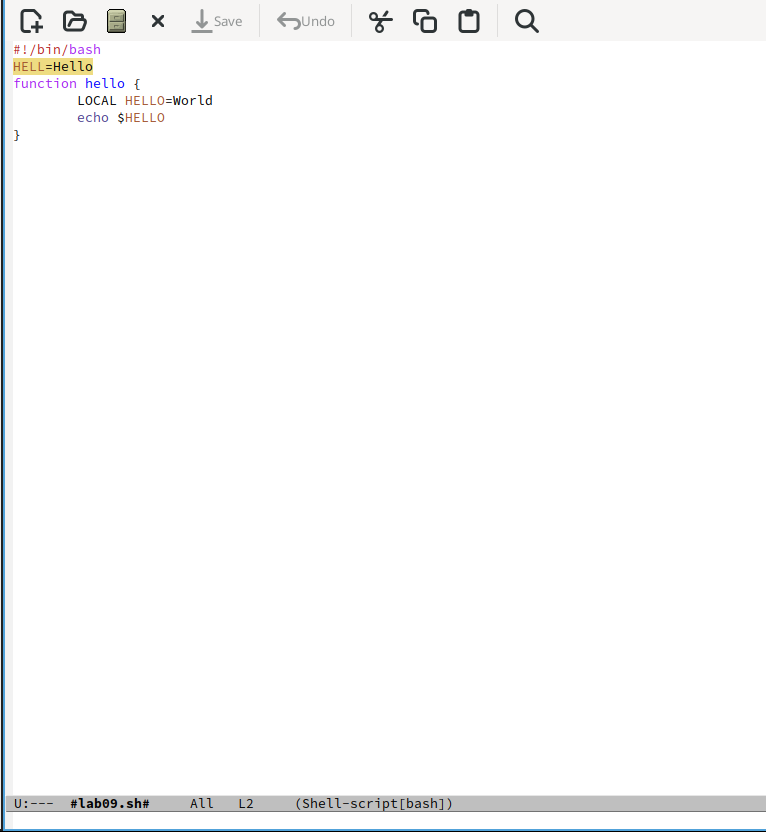 Save Undo
#!/bin/bash
HELL=Hello
function hello {
        LOCAL HELLO=World
        echo $HELLO
}
U:---  #lab09.sh#     All   L2     (Shell-script[bash])